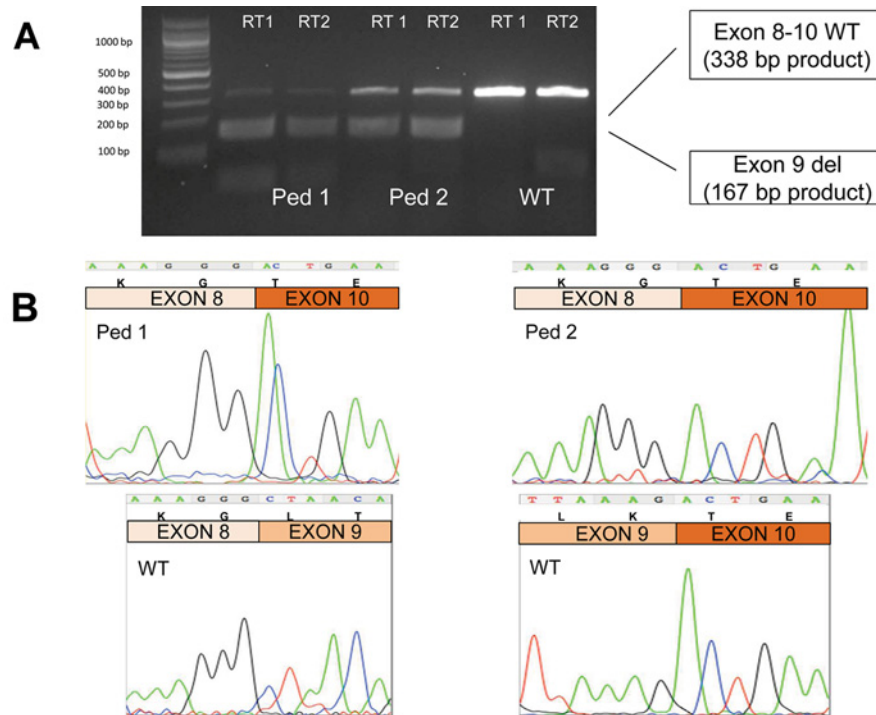 A
RT1 RT2 RT 1 RT2 RT 1 RT2
1000 bp
500 bp
400 bp
300 bp
200 bp
100 bp
Ped 1 Ped 2 WT
Exon 8-10 WT
(338 bp product)
Exon 9 del
(167 bp product)
B
A A A G G G A C T G A A
K G T E
EXON 8 EXON 10
Ped 1
A A A G G G A C T G A A
K G T E
EXON 8 EXON 10
Ped 2
A A A G G G C T A A C A
K G L T
EXON 8 EXON 9
WT
T T A A A G A C T G A A
L K T E
EXON 9 EXON 10
WT